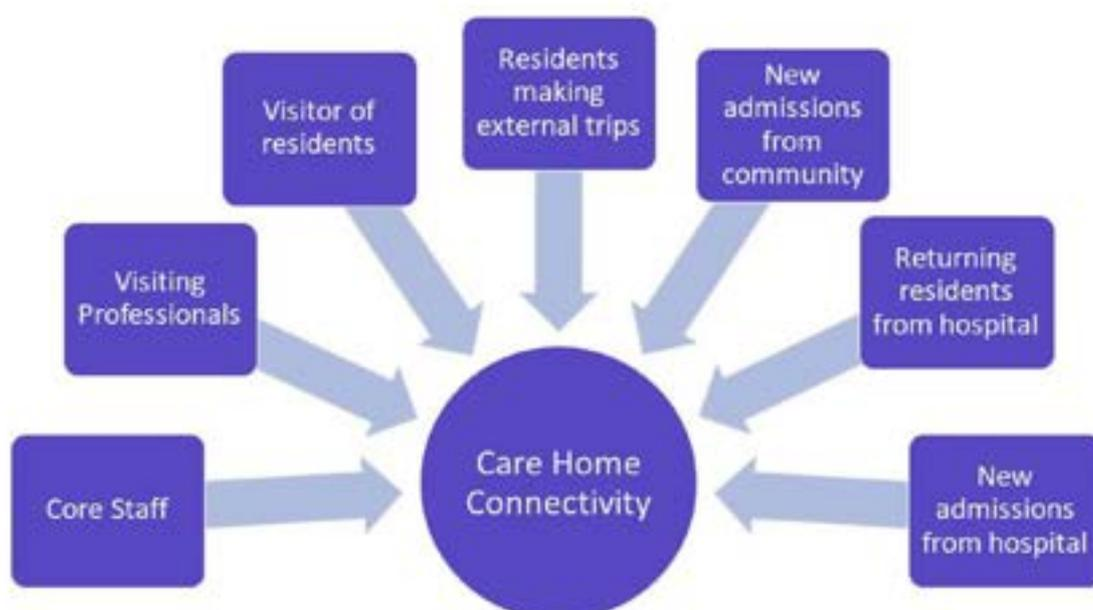 Core Staff
Visiting
Professionals
Visitor of
residents
Residents
making
external trips
New
admissions
from
community
Returning
residents
from hospital
New
admissions
from hospital
Care Home
Connectivity